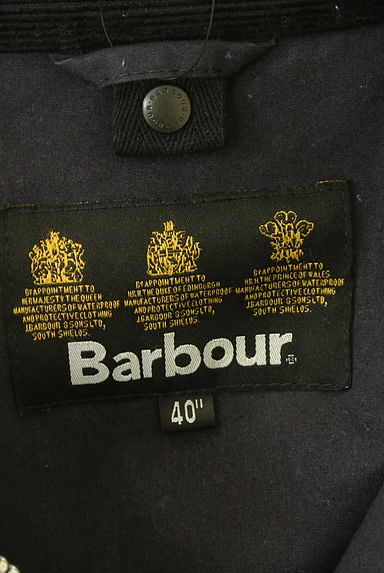 BARBOUR BARBOUR
BY APPOINTMENT TO
HER MAJESTY THE QUEEN
MANUFACTURERS OF WATERPROOF
AND PROTECTIVE CLOTHING
J.BARBOUR & SONS LTD,
SOUTH SHIELDS.
BY APPOINTMENT TO
H.R.H. THE DUKE OF EDINBURGH
MANUFACTURERS OF WATERPROOF
AND PROTECTIVE CLOTHING
J.BARBOUR & SONS LTD,
SOUTH SHIELDS.
BY APPOINTMENT TO
H.R.H. THE PRINCE OF WALES
MANUFACTURERS OF WATERPROOF
AND PROTECTIVE CLOTHING
J.BARBOUR & SONS LTD,
SOUTH SHIELDS.
Barbour
40"